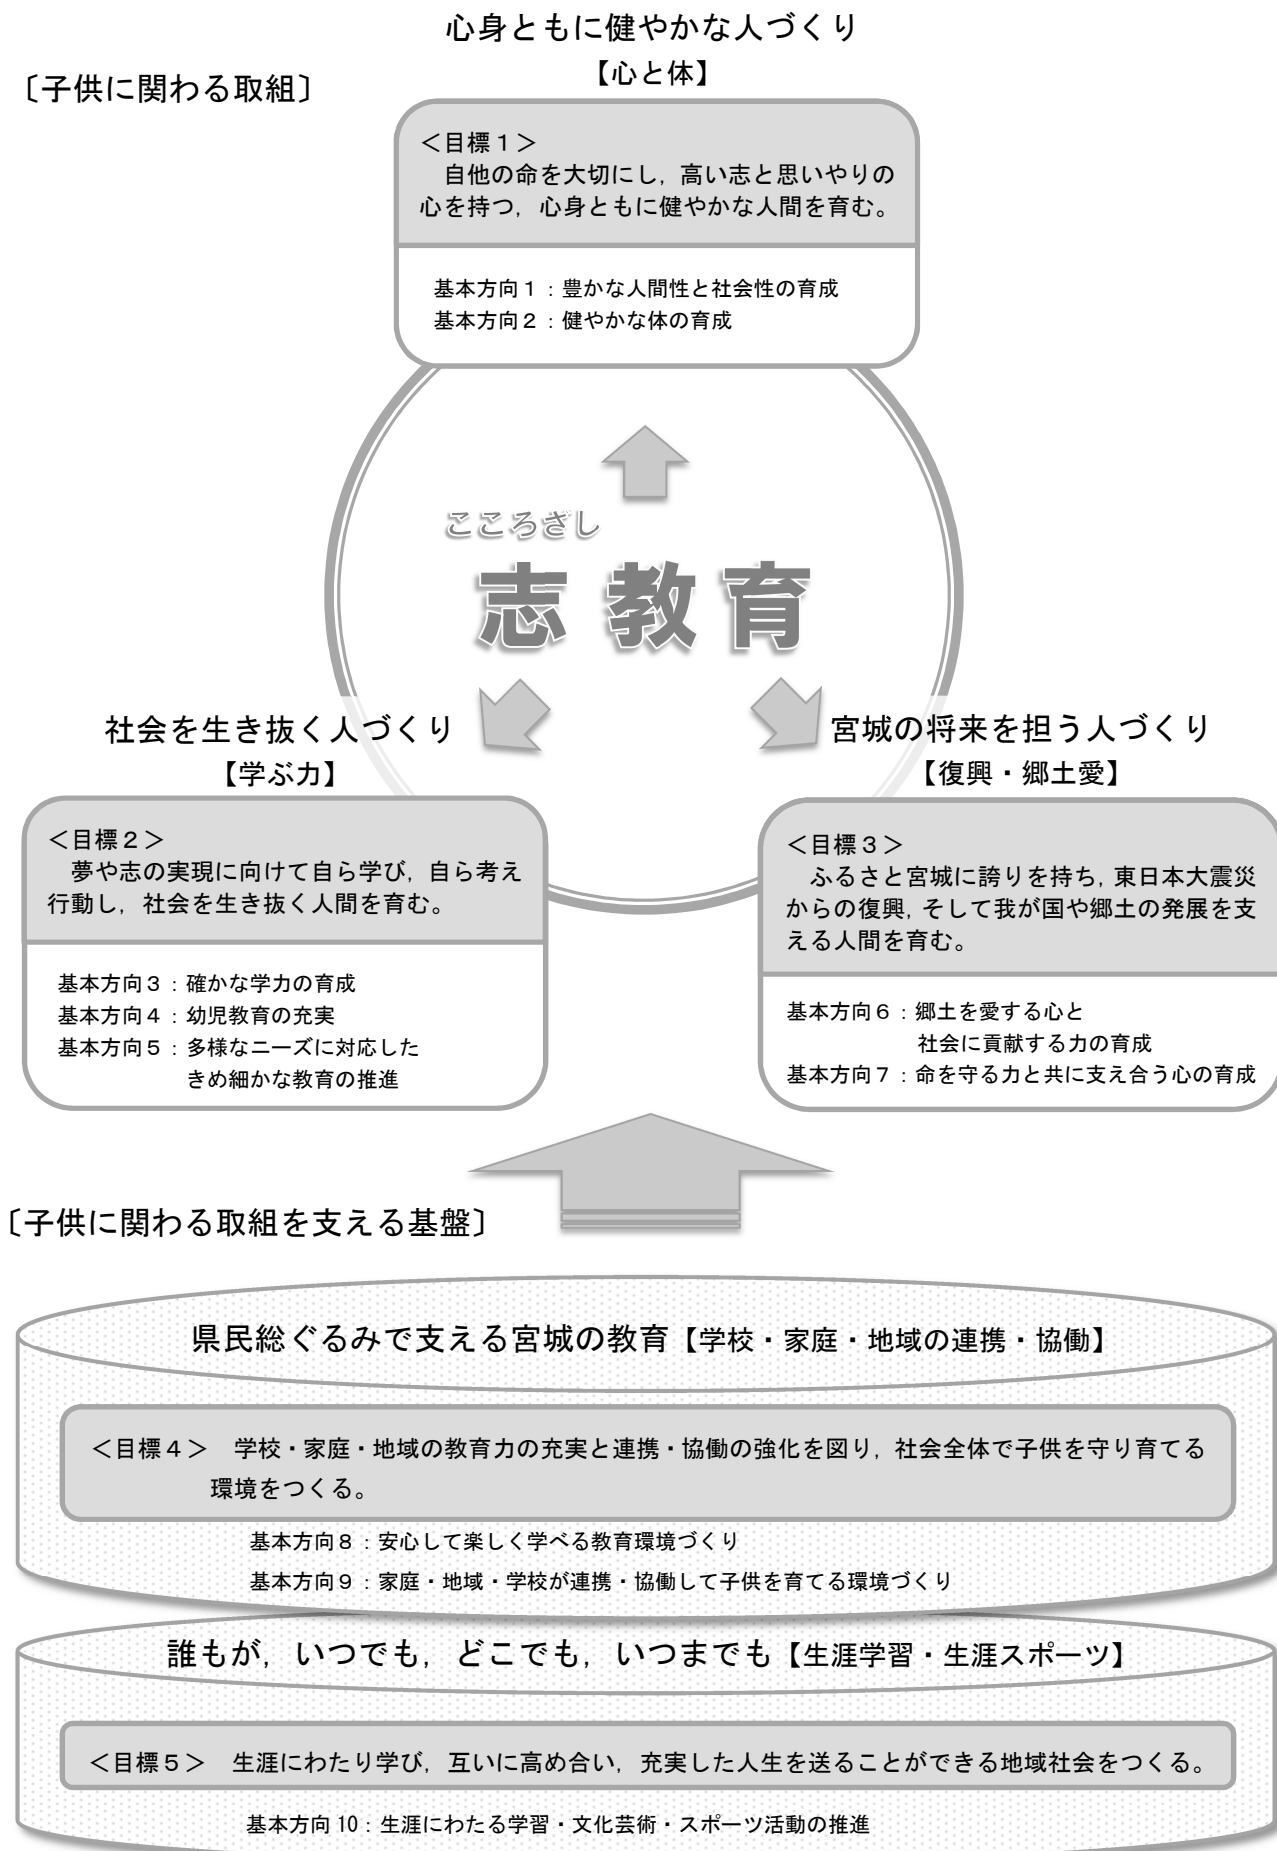 心身ともに健やかな人づくり
【心と体】
〔子供に関わる取組〕
＜目標１＞
自他の命を大切にし，高い志と思いやりの
心を持つ，心身ともに健やかな人間を育む。
基本方向１：豊かな人間性と社会性の育成
基本方向２：健やかな体の育成
こころざし
志教育
社会を生き抜く人づくり
【学ぶ力】
＜目標２＞
夢や志の実現に向けて自ら学び，自ら考え
行動し，社会を生き抜く人間を育む。
基本方向３：確かな学力の育成
基本方向４：幼児教育の充実
基本方向５：多様なニーズに対応した
きめ細かな教育の推進
宮城の将来を担う人づくり
【復興・郷土愛】
＜目標３＞
ふるさと宮城に誇りを持ち，東日本大震災
からの復興，そして我が国や郷土の発展を支
える人間を育む。
基本方向６：郷土を愛する心と
社会に貢献する力の育成
基本方向７：命を守る力と共に支え合う心の育成
〔子供に関わる取組を支える基盤〕
県民総ぐるみで支える宮城の教育【学校・家庭・地域の連携・協働】
＜目標４＞　学校・家庭・地域の教育力の充実と連携・協働の強化を図り，社会全体で子供を守り育てる
環境をつくる。
基本方向８：安心して楽しく学べる教育環境づくり
基本方向９：家庭・地域・学校が連携・協働して子供を育てる環境づくり
誰もが，いつでも，どこでも，いつまでも【生涯学習・生涯スポーツ】
＜目標５＞　生涯にわたり学び，互いに高め合い，充実した人生を送ることができる地域社会をつくる。
基本方向10：生涯にわたる学習・文化芸術・スポーツ活動の推進